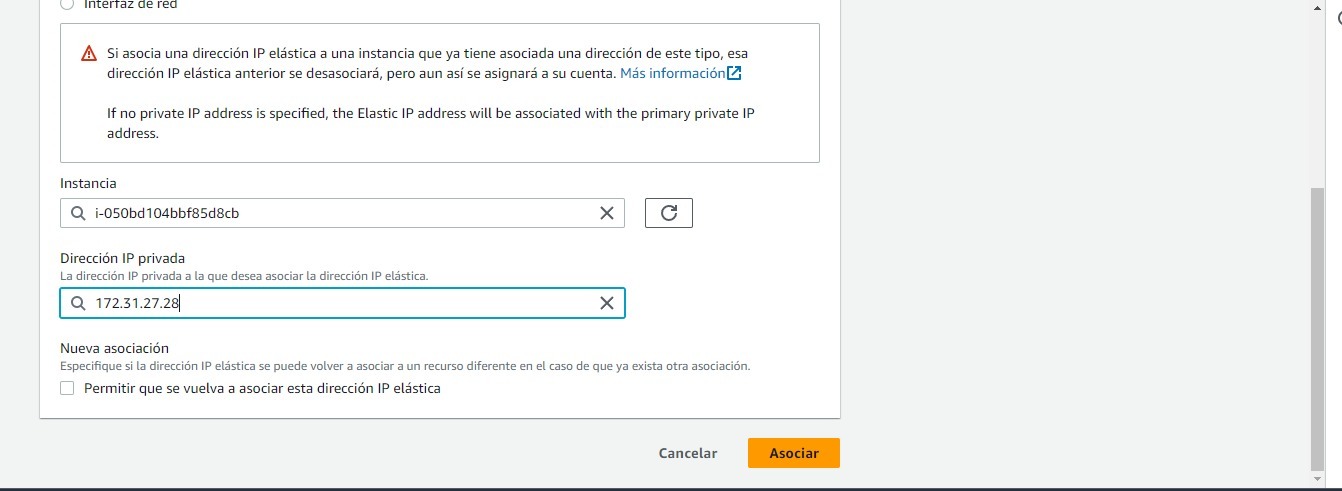 Interfaz de red
Si asocia una dirección IP elástica a una instancia que ya tiene asociada una dirección de este tipo, esa
dirección IP elástica anterior se desasociará, pero aun así se asignará a su cuenta. Más información
If no private IP address is specified, the Elastic IP address will be associated with the primary private IP
address.
Instancia
i-050bd104bbf85d8cb
Dirección IP privada
La dirección IP privada a la que desea asociar la dirección IP elástica.
172.31.27.28
Nueva asociación
Especifique si la dirección IP elástica se puede volver a asociar a un recurso diferente en el caso de que ya exista otra asociación.
Permitir que se vuelva a asociar esta dirección IP elástica
Cancelar
Asociar